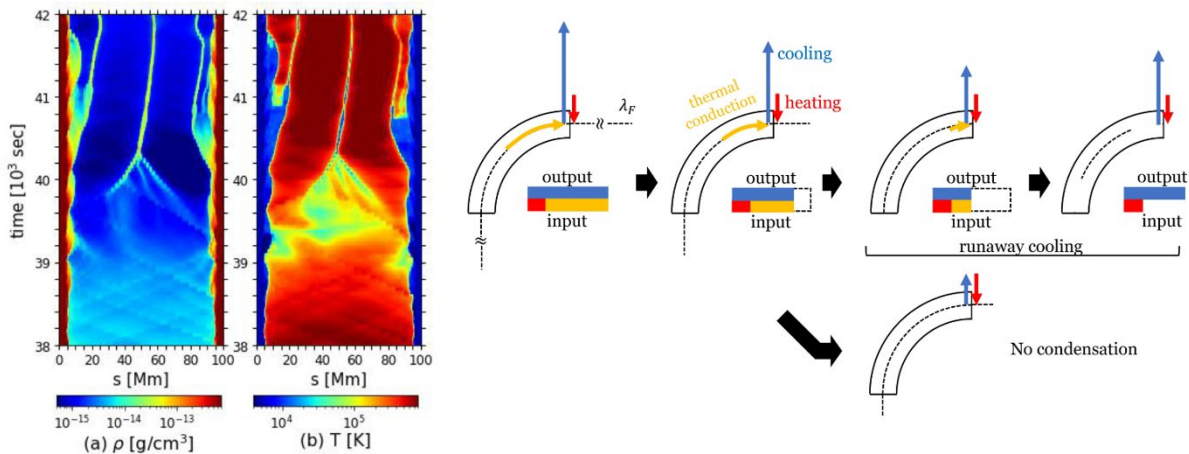 42
41
40
39
38
time [10³ sec]
0 20 40 60 80 100
s [Mm]
10⁻¹⁵ 10⁻¹⁴ 10⁻¹³
(a) ρ [g/cm³]
42
41
40
39
38
0 20 40 60 80 100
s [Mm]
10⁴ 10⁵
(b) T [K]
λ_F
output
input
cooling
thermal
conduction
heating
output
input
output
input
output
input
runaway cooling
No condensation